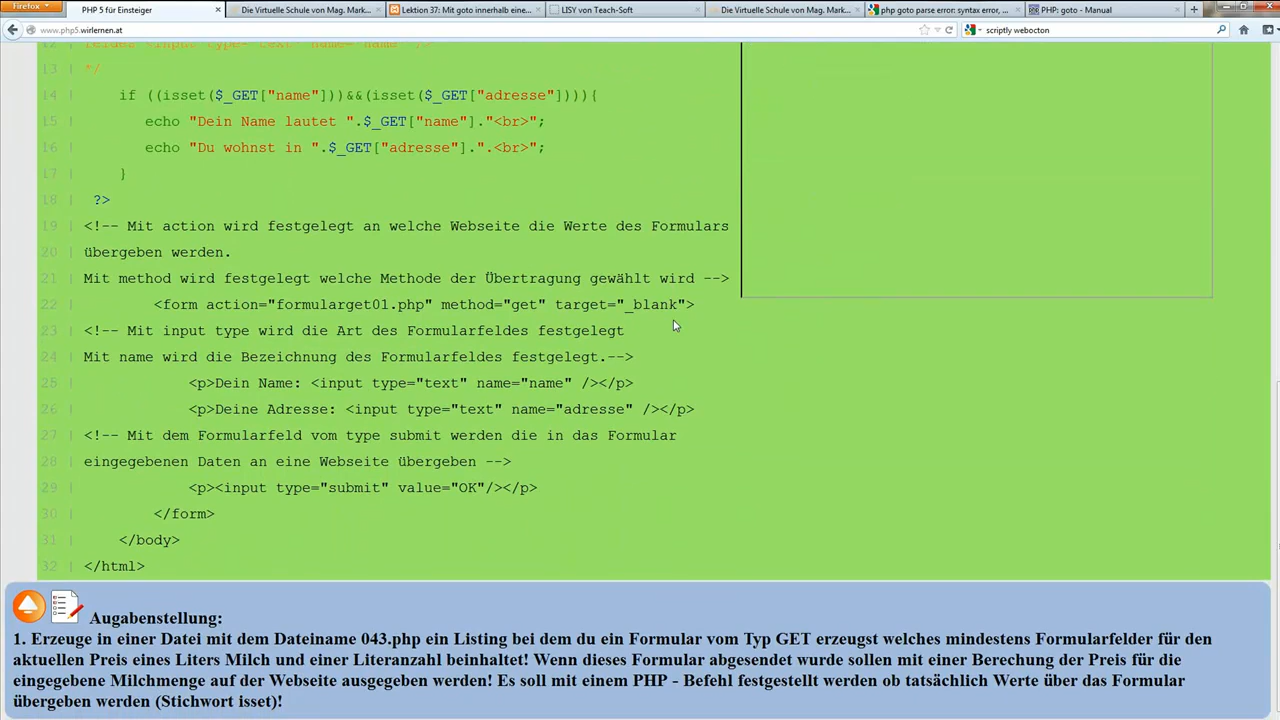 Firefox
PHP 5 für Einsteiger
Die Virtuelle Schule von Mag. Mark...
Lektion 37: Mit goto innerhalb eine...
LISY von Teach-Soft
Die Virtuelle Schule von Mag. Mark...
php goto parse error: syntax error, ...
PHP: goto - Manual
www.php5.wirlernen.at
scriptly webocton
12 | feldes <input type="text" name="name"
13 | */
14 | if ((isset($_GET["name"]))&&(isset($_GET["adresse"]))){
15 | echo "Dein Name lautet ".$_GET["name"]."<br>";
16 | echo "Du wohnst in ".$_GET["adresse"].".<br>";
17 | }
18 | ?>
19 | <!-- Mit action wird festgelegt an welche Webseite die Werte des Formulars
20 | übergeben werden.
21 | Mit method wird festgelegt welche Methode der Übertragung gewählt wird -->
22 | <form action="formularget01.php" method="get" target="_blank">
23 | <!-- Mit input type wird die Art des Formularfeldes festgelegt
24 | Mit name wird die Bezeichnung des Formularfeldes festgelegt.-->
25 | <p>Dein Name: <input type="text" name="name" /></p>
26 | <p>Deine Adresse: <input type="text" name="adresse" /></p>
27 | <!-- Mit dem Formularfeld vom type submit werden die in das Formular
28 | eingegebenen Daten an eine Webseite übergeben -->
29 | <p><input type="submit" value="OK"/></p>
30 | </form>
31 | </body>
32 | </html>
Augabenstellung:
1. Erzeuge in einer Datei mit dem Dateiname 043.php ein Listing bei dem du ein Formular vom Typ GET erzeugst welches mindestens Formularfelder für den
aktuellen Preis eines Liters Milch und einer Literanzahl beinhaltet! Wenn dieses Formular abgesendet wurde sollen mit einer Berechung der Preis für die
eingegebene Milchmenge auf der Webseite ausgegeben werden! Es soll mit einem PHP - Befehl festgestellt werden ob tatsächlich Werte über das Formular
übergeben werden (Stichwort isset)!